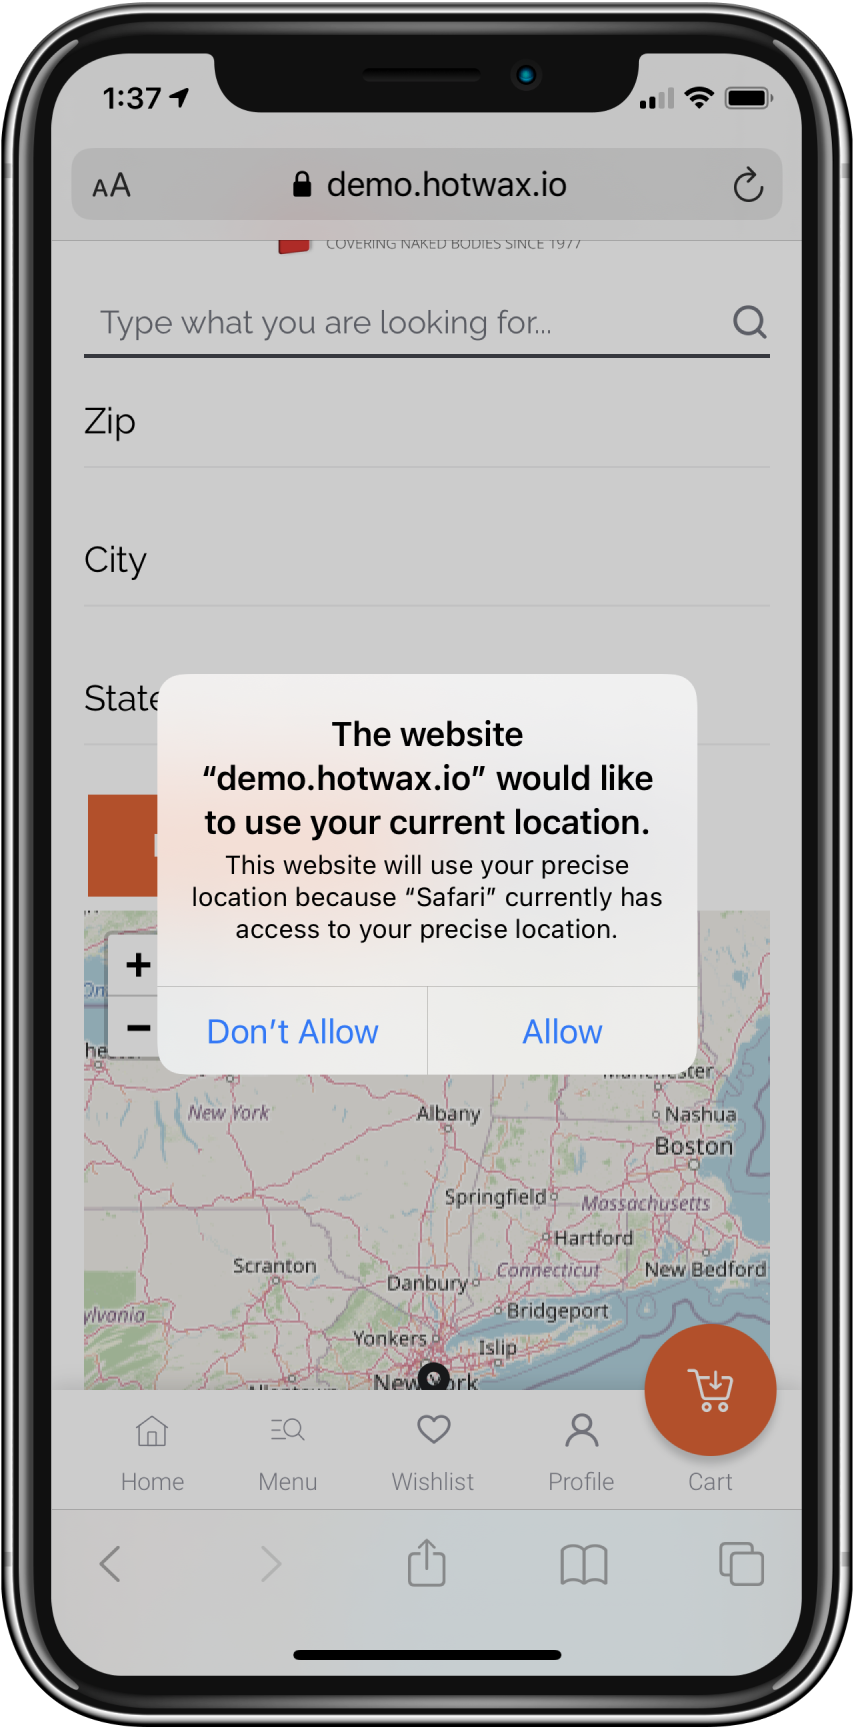 1:37
AA demo.hotwax.io
COVERING NAKED BODIES SINCE 1977
Type what you are looking for...
Zip
City
State
The website
“demo.hotwax.io” would like
to use your current location.
This website will use your precise
location because “Safari” currently has
access to your precise location.
Don’t Allow
Allow
+
−
New York
Albany
Nashua
Boston
Springfield
Massachusetts
Hartford
Scranton
Connecticut
New Bedford
Danbury
Bridgeport
ylvania
Yonkers
Islip
Home
Menu
Wishlist
Profile
Cart